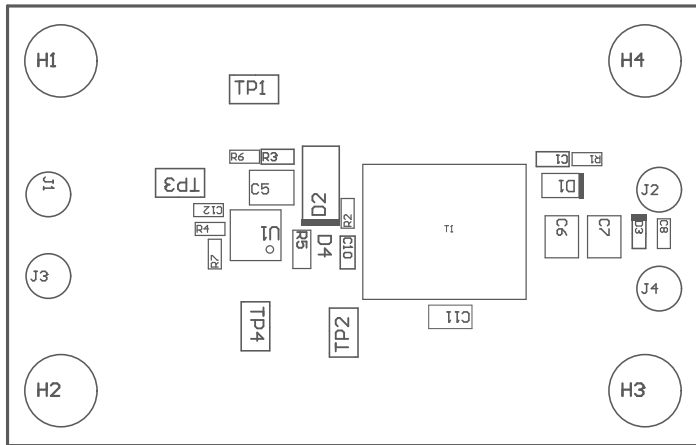 H1
H4
TP1
R6
R3
C1
R1
TP3
J1
C5
D2
D1
J2
C12
R2
R4
U1
R5
D4
C10
T1
C6
C7
D3
C8
R7
J3
J4
TP4
TP2
C11
H2
H3